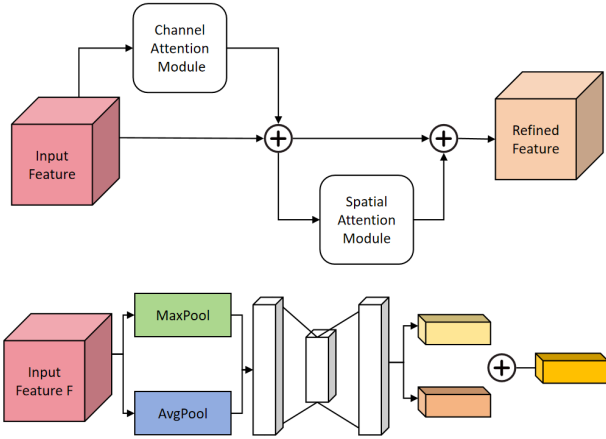 Channel
Attention
Module
Input
Feature
Refined
Feature
Spatial
Attention
Module
MaxPool
Input
Feature F
AvgPool